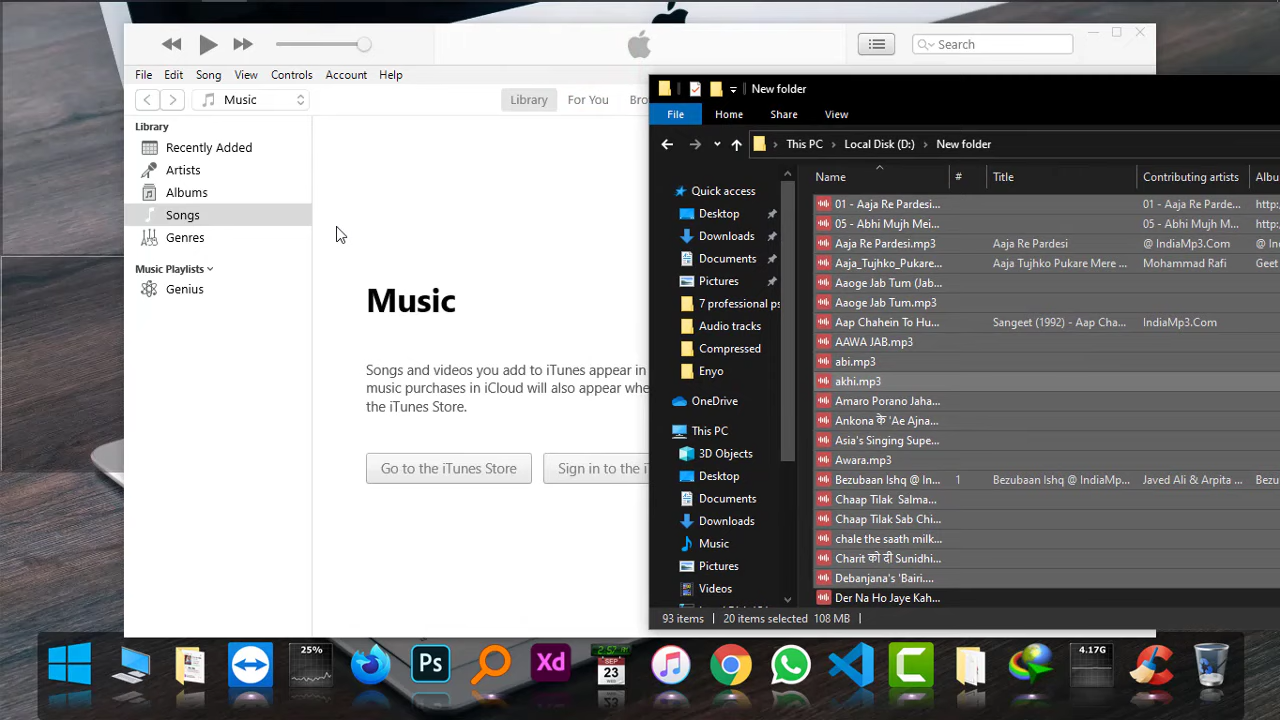 Search
File Edit Song View Controls Account Help
Music
Library For You Bro
Library
Recently Added
Artists
Albums
Songs
Genres
Music Playlists
Genius
Music
Songs and videos you add to iTunes appear in
music purchases in iCloud will also appear whe
the iTunes Store.
Go to the iTunes Store
Sign in to the i
New folder
File Home Share View
This PC › Local Disk (D:) › New folder
Quick access
Desktop
Downloads
Documents
Pictures
7 professional ps
Audio tracks
Compressed
Enyo
OneDrive
This PC
3D Objects
Desktop
Documents
Downloads
Music
Pictures
Videos
Name # Title Contributing artists Albu
01 - Aaja Re Pardesi... 01 - Aaja Re Parde... http:
05 - Abhi Mujh Mei... 05 - Abhi Mujh M... http:
Aaja Re Pardesi.mp3 Aaja Re Pardesi @ IndiaMp3.Com @ In
Aaja_Tujhko_Pukare... Aaja Tujhko Pukare Mere ... Mohammad Rafi Geet
Aaoge Jab Tum (Jab...
Aaoge Jab Tum.mp3
Aap Chahein To Hu... Sangeet (1992) - Aap Cha... IndiaMp3.Com
AAWA JAB.mp3
abi.mp3
akhi.mp3
Amaro Porano Jaha...
Ankona के 'Ae Ajna...
Asia's Singing Supe...
Awara.mp3
Bezubaan Ishq @ In... 1 Bezubaan Ishq @ IndiaMp... Javed Ali & Arpita ... Bezu
Chaap Tilak Salma...
Chaap Tilak Sab Chi...
chale the saath milk...
Charit को दी Sunidhi...
Debanjana's 'Bairi....
Der Na Ho Jaye Kah...
93 items 20 items selected 108 MB
25%
Ps
Xd
SEP
23
4.17G